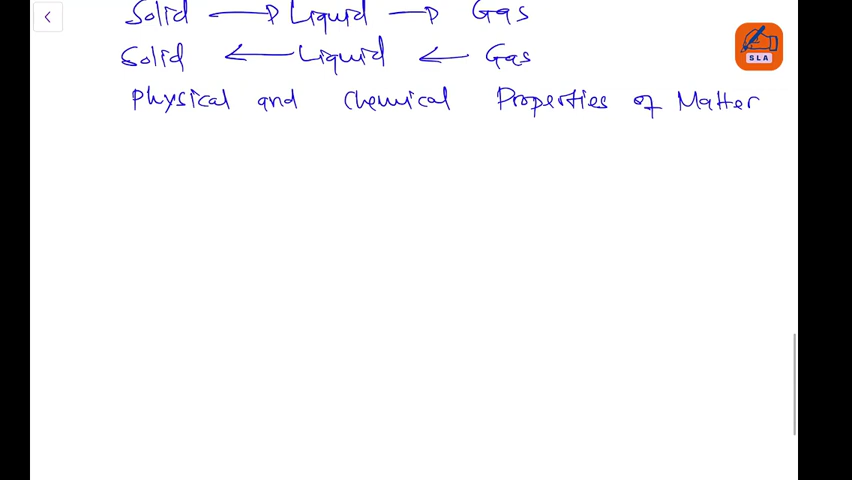 Solid → Liquid → Gas
Solid ← Liquid ← Gas
SLA
Physical and Chemical Properties of Matter